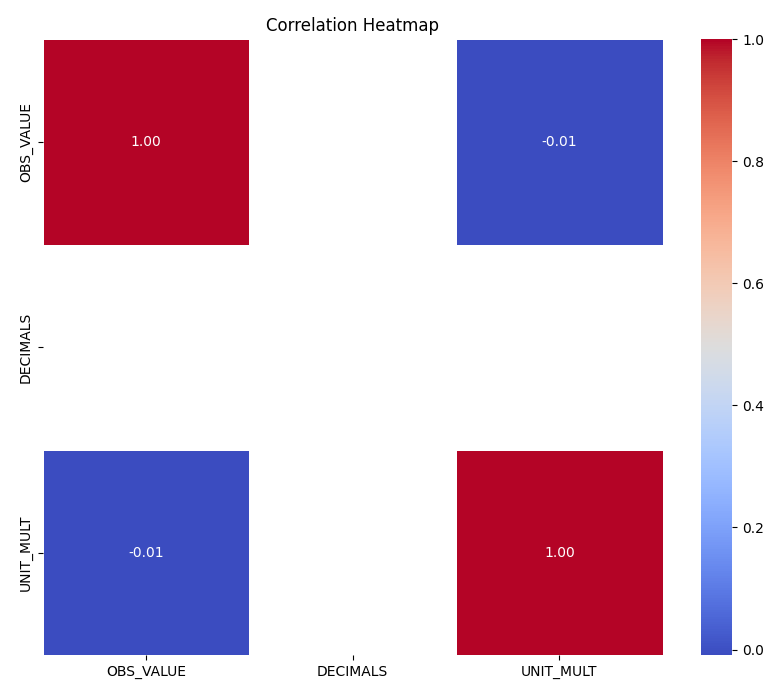 Correlation Heatmap
OBS_VALUE
DECIMALS
UNIT_MULT
1.00
-0.01
-0.01
1.00
OBS_VALUE
DECIMALS
UNIT_MULT
1.0
0.8
0.6
0.4
0.2
0.0